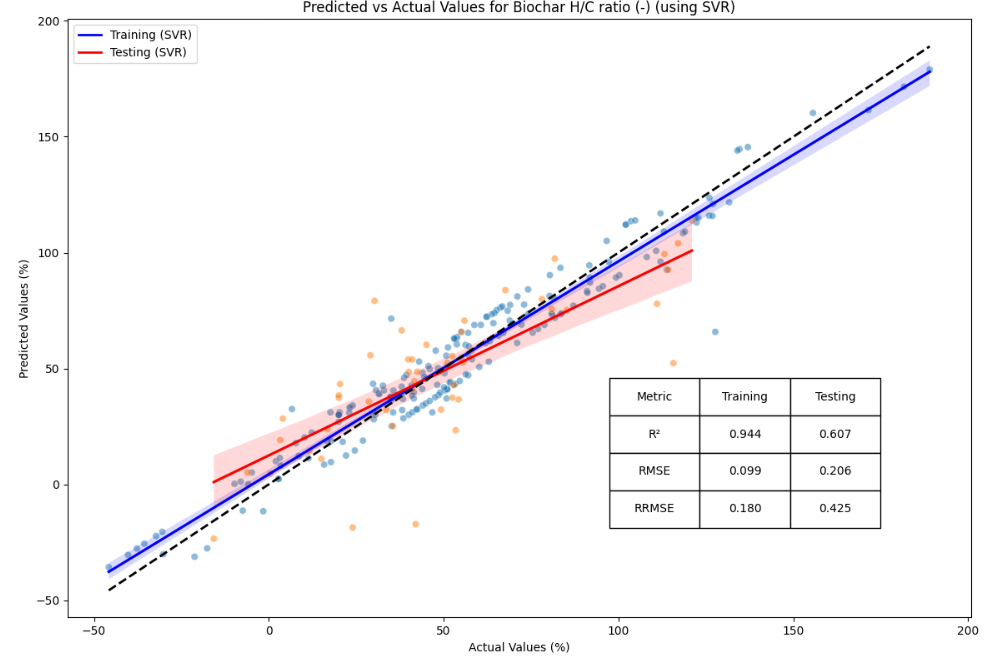 Predicted vs Actual Values for Biochar H/C ratio (-) (using SVR)
Training (SVR)
Testing (SVR)
200
150
100
50
0
−50
Predicted Values (%)
Metric Training Testing
R² 0.944 0.607
RMSE 0.099 0.206
RRMSE 0.180 0.425
−50 0 50 100 150 200
Actual Values (%)